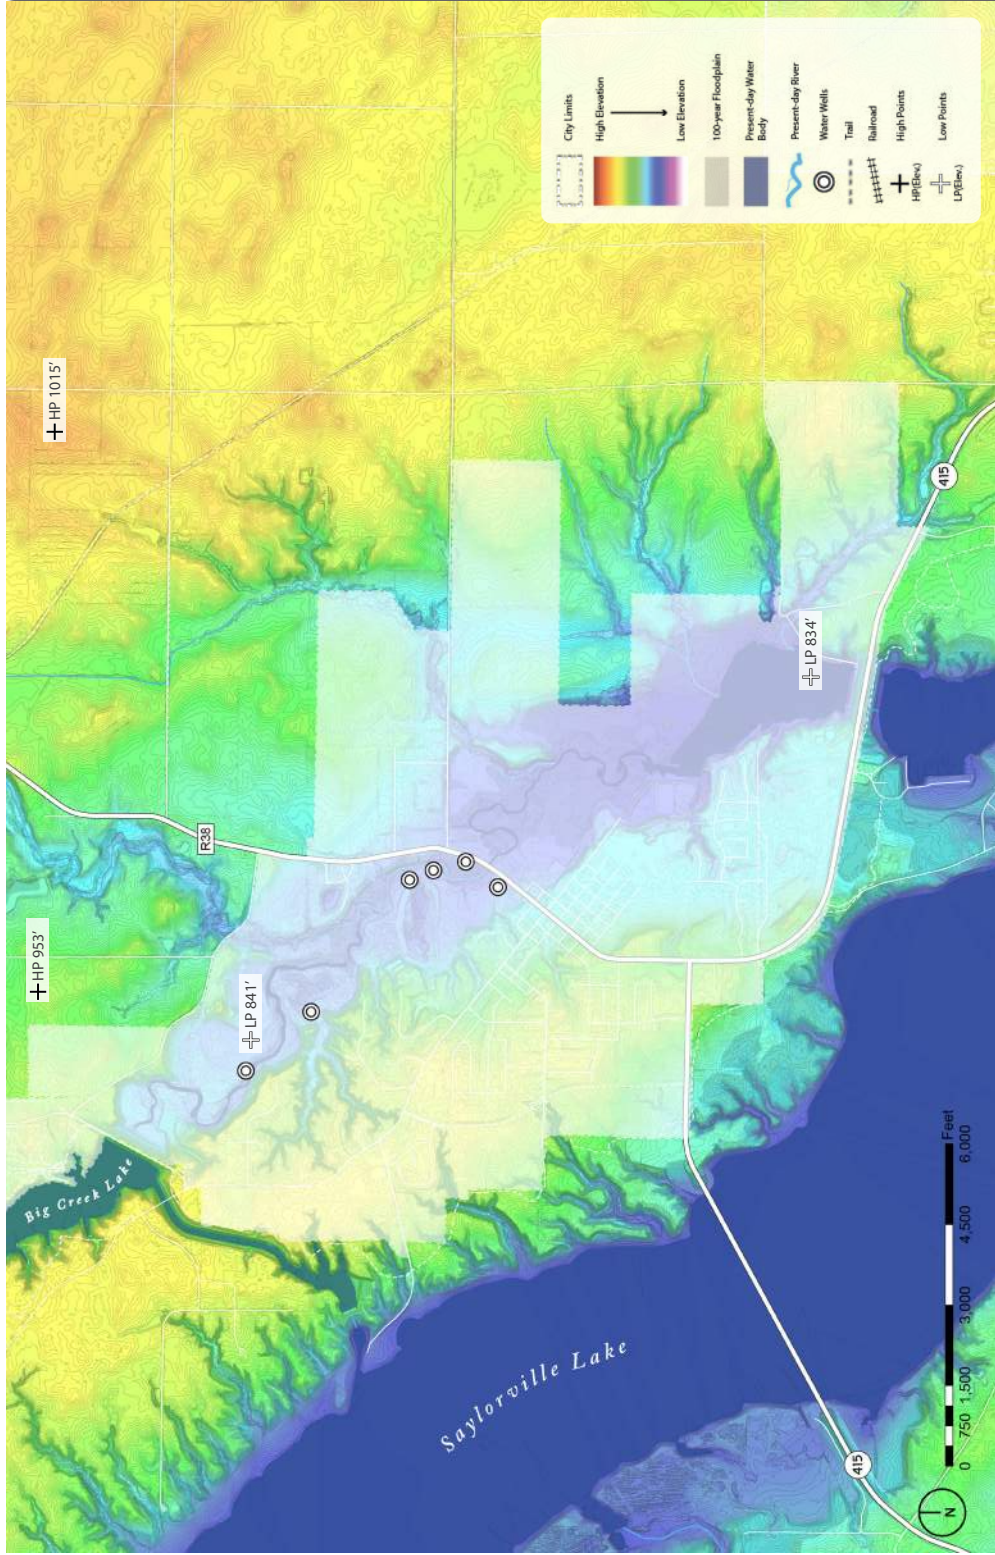 City Limits
High Elevation
Low Elevation
100-year Floodplain
Present-day Water
Body
Present-day River
Water Wells
Trail
Railroad
HP(Elev.)
High Points
LP(Elev.)
Low Points
HP 1015′
HP 953′
R38
LP 841′
LP 834′
415
Big Creek Lake
Saylorville Lake
415
0 750 1,500 3,000 4,500 6,000
Feet
N